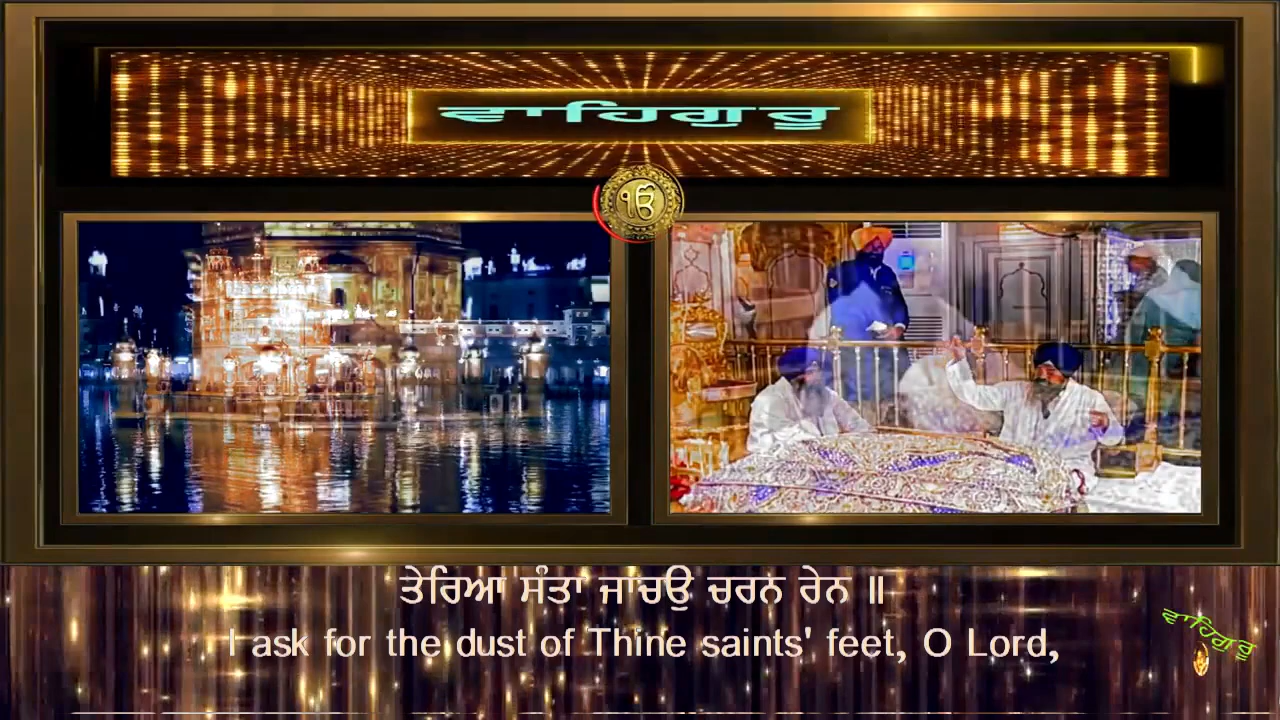 ਵਾਹਿਗੁਰੂ
ੴ
ਤੇਰਿਆ ਸੰਤਾ ਜਾਚਉ ਚਰਨ ਰੇਨ ॥
I ask for the dust of Thine saints' feet, O Lord,
ਵਾਹਿਗੁਰੂ